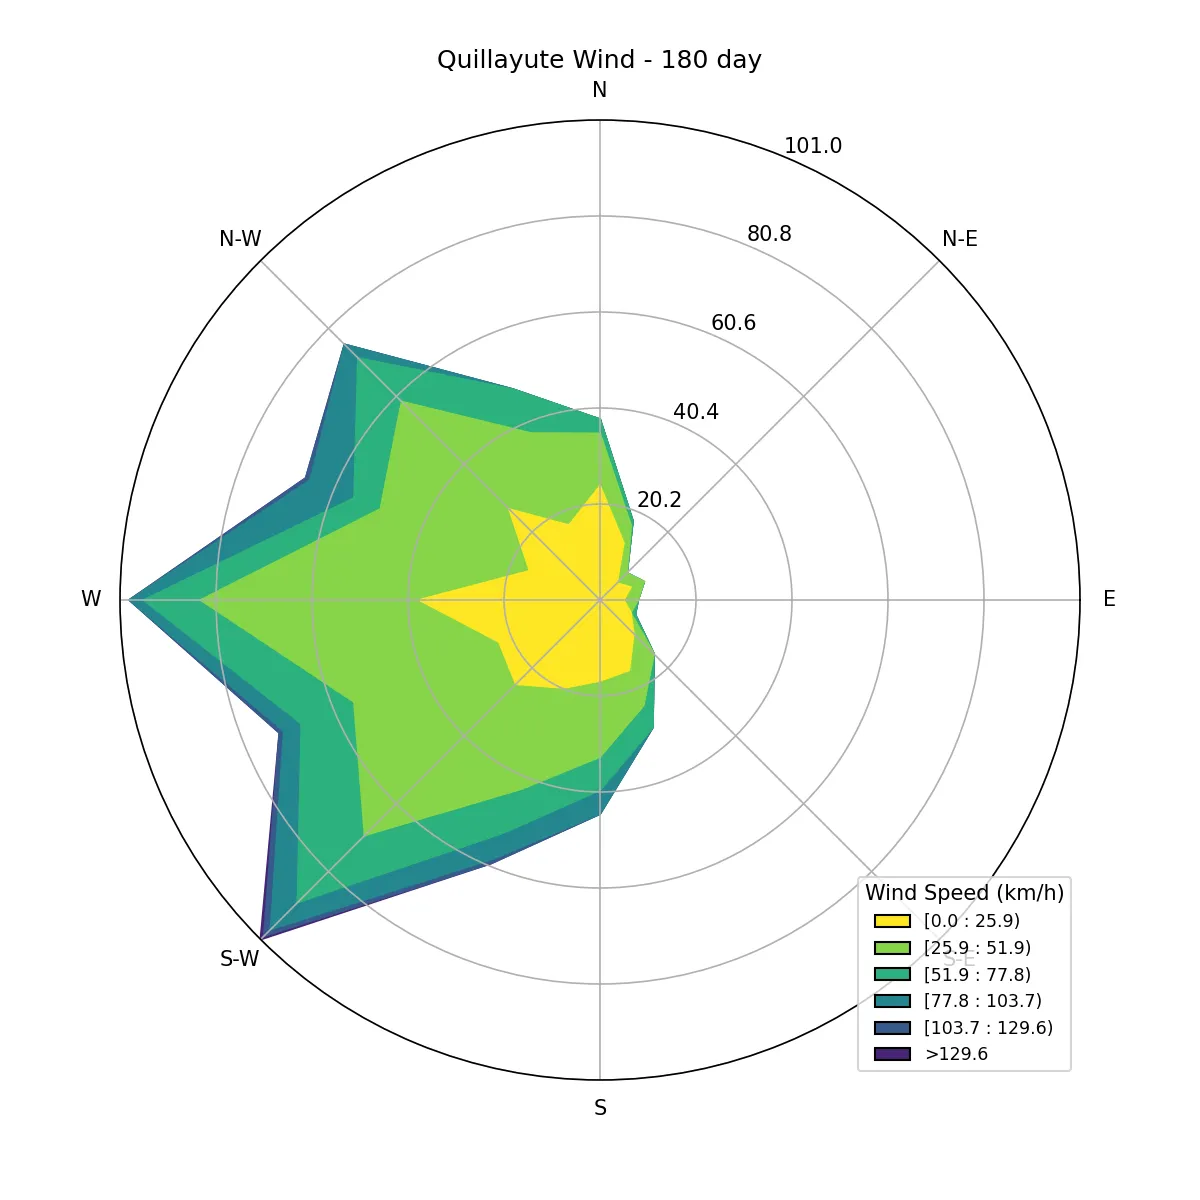 Quillayute Wind - 180 day
N
101.0
80.8
N-W
N-E
60.6
40.4
20.2
W
E
Wind Speed (km/h)
[0.0 : 25.9)
[25.9 : 51.9)
S-W
S-E
[51.9 : 77.8)
[77.8 : 103.7)
[103.7 : 129.6)
>129.6
S